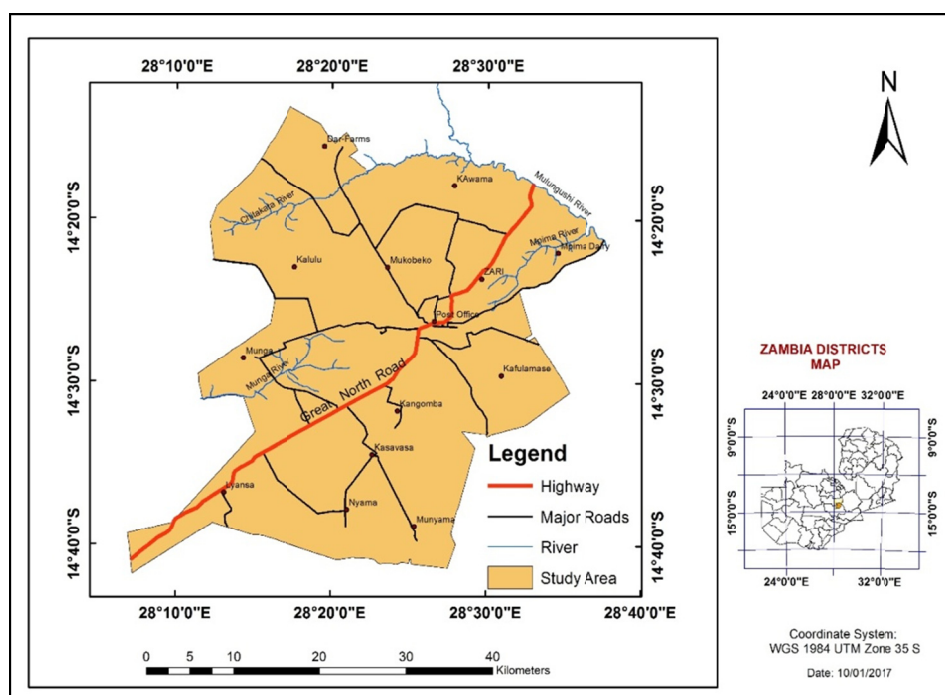 28°10'0"E 28°20'0"E 28°30'0"E
N
Dar-Farms
KAwama
Mulungushi River
Chitakata River
14°20'0"S
14°20'0"S
Mpima River
Mpima Dairy
Kalulu
Mukobeko
ZARI
Post Office
Munga
Munga River
14°30'0"S
14°30'0"S
Kafulamase
Great North Road
Kangomba
Kasavasa
Lyansa
Nyama
Munyama
14°40'0"S
14°40'0"S
Legend
Highway
Major Roads
River
Study Area
28°10'0"E 28°20'0"E 28°30'0"E 28°40'0"E
0 5 10 20 30 40
Kilometers
ZAMBIA DISTRICTS
MAP
24°0'0"E 28°0'0"E 32°0'0"E
9°0'0"S
9°0'0"S
15°0'0"S
15°0'0"S
24°0'0"E 32°0'0"E
Coordinate System:
WGS 1984 UTM Zone 35 S
Date: 10/01/2017